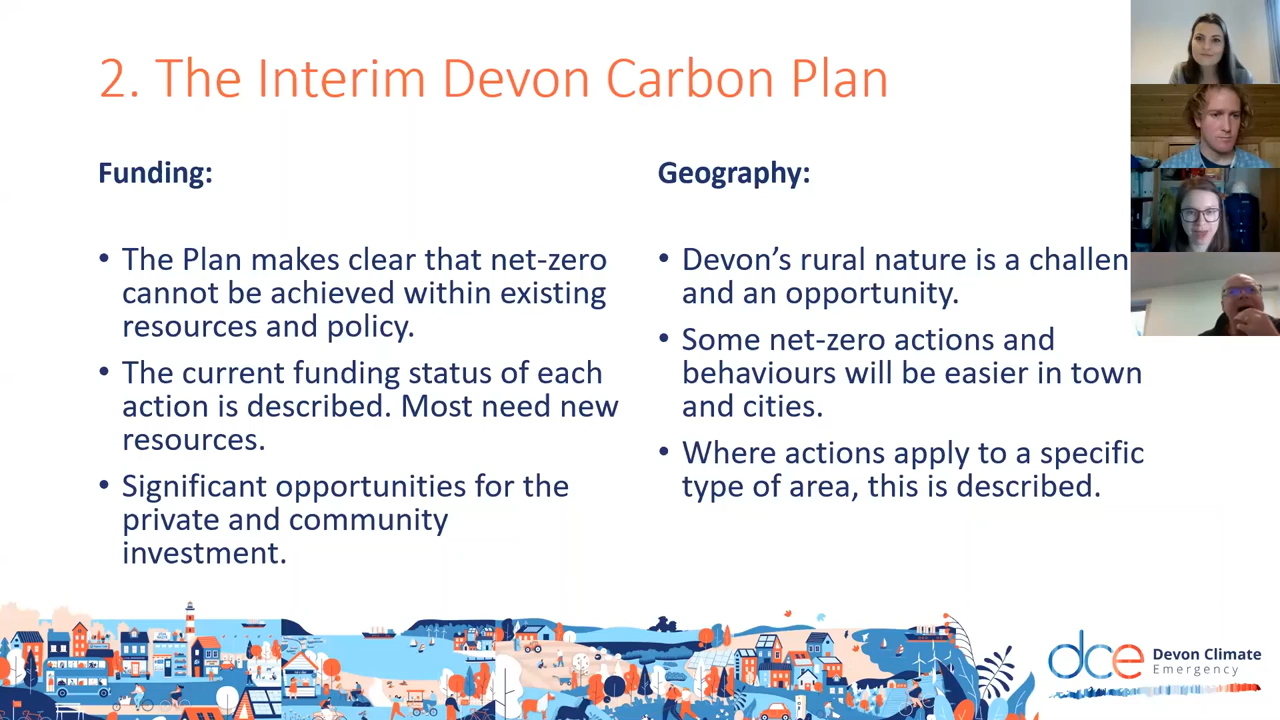 2. The Interim Devon Carbon Plan
Funding:
• The Plan makes clear that net-zero
cannot be achieved within existing
resources and policy.
• The current funding status of each
action is described. Most need new
resources.
• Significant opportunities for the
private and community
investment.
Geography:
• Devon's rural nature is a challen
and an opportunity.
• Some net-zero actions and
behaviours will be easier in town
and cities.
• Where actions apply to a specific
type of area, this is described.
dce Devon Climate
Emergency